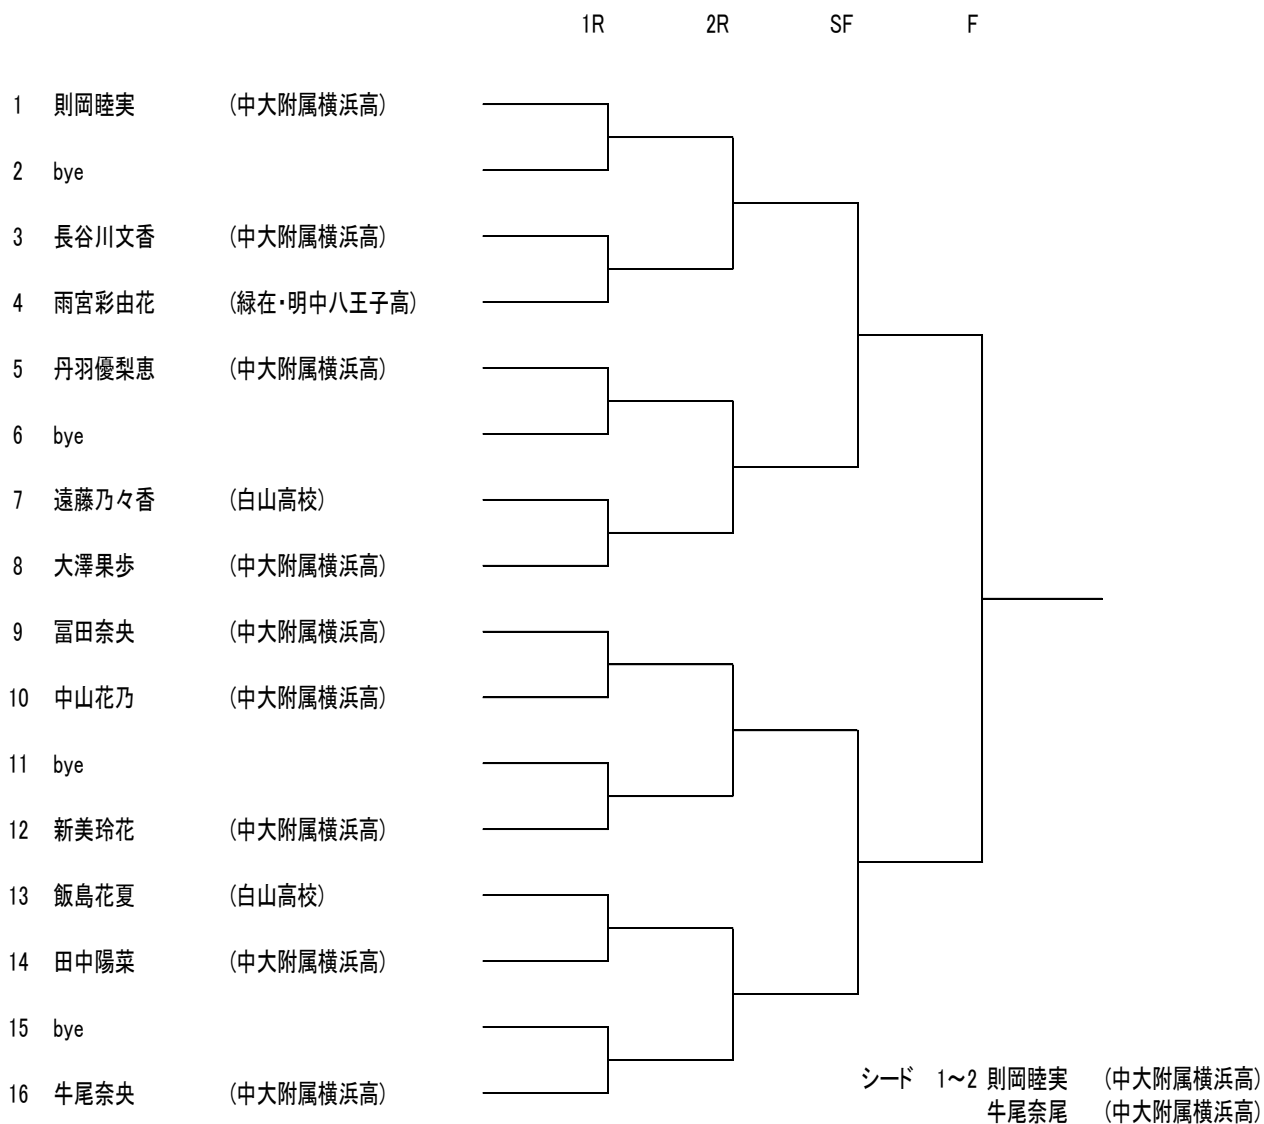 1R 2R SF F
1 則岡睦実 (中大附属横浜高)
2 bye
3 長谷川文香 (中大附属横浜高)
4 雨宮彩由花 (緑在・明中八王子高)
5 丹羽優梨恵 (中大附属横浜高)
6 bye
7 遠藤乃々香 (白山高校)
8 大澤果歩 (中大附属横浜高)
9 冨田奈央 (中大附属横浜高)
10 中山花乃 (中大附属横浜高)
11 bye
12 新美玲花 (中大附属横浜高)
13 飯島花夏 (白山高校)
14 田中陽菜 (中大附属横浜高)
15 bye
16 牛尾奈央 (中大附属横浜高)
シード 1～2 則岡睦実 (中大附属横浜高)
牛尾奈尾 (中大附属横浜高)